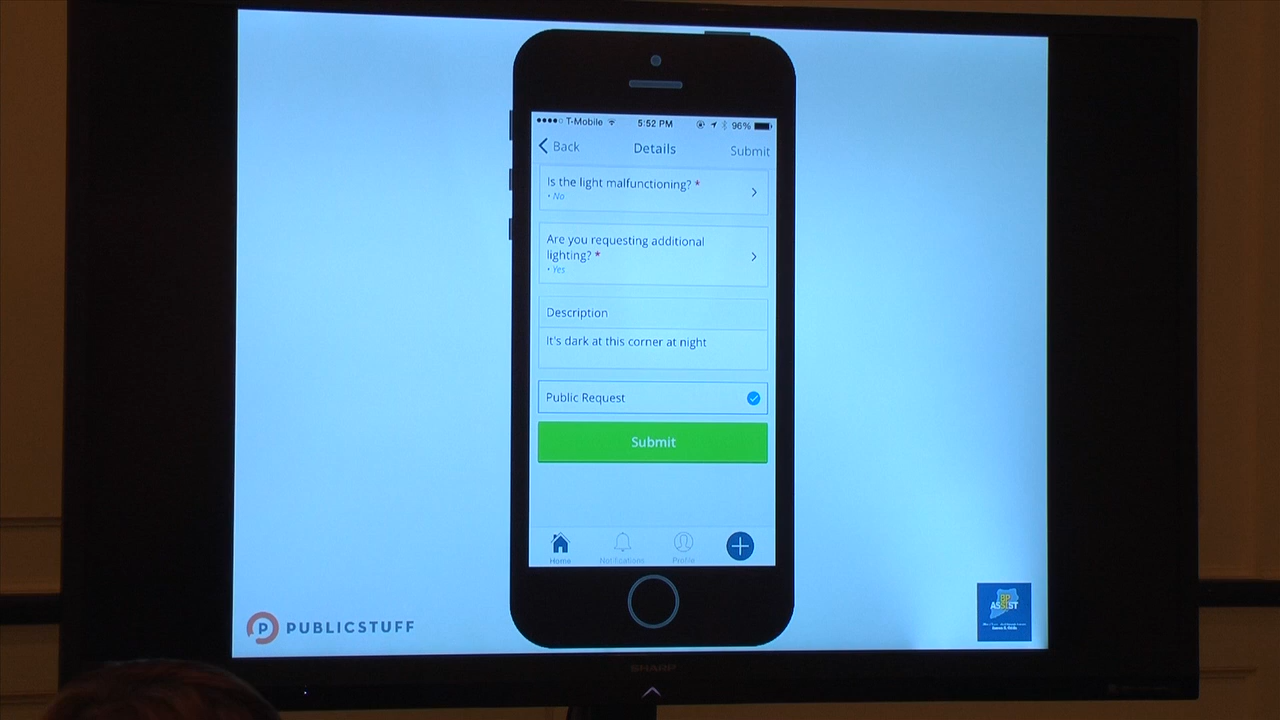 T-Mobile 5:52 PM 96%
Back Details Submit
Is the light malfunctioning? *
• No
Are you requesting additional
lighting? *
• Yes
Description
It's dark at this corner at night
Public Request
Submit
Home Notifications Profile
P PUBLICSTUFF
BP
ASSIST
SHARP